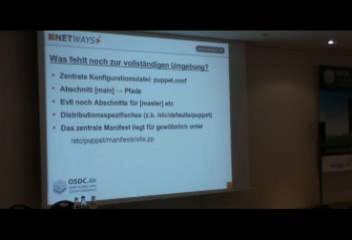 NETWAYS
Was fehlt noch zur vollständigen Umgebung?
Zentrale Konfigurationsdatei: puppet.conf
Abschnitt [main] → Pfade
Evtl noch Abschnitte für [master] etc
Distributionsspezifisches (z.b. /etc/defaults/puppet)
Das zentrale Manifest liegt für gewöhnlich unter
/etc/puppet/manifests/site.pp
OSDC.de